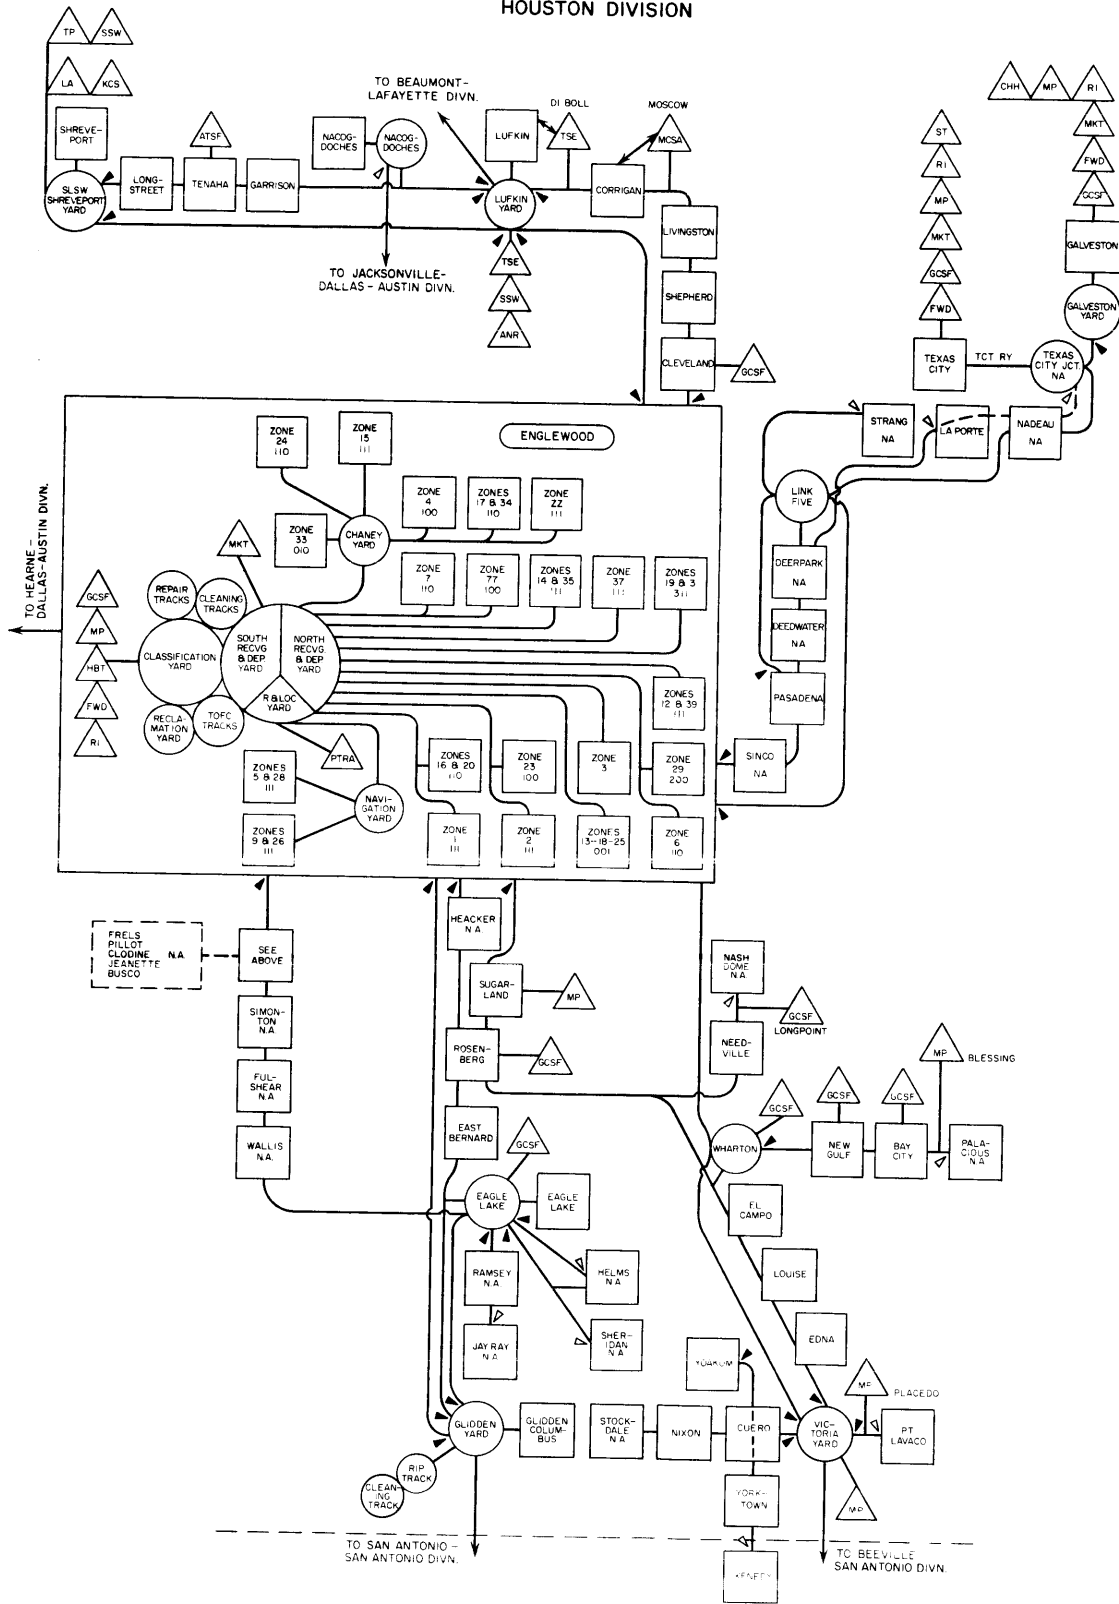 HOUSTON DIVISION
TP
SSW
LA
KCS
SHREVE-
PORT
SLSW
SHREVEPORT
YARD
LONG-
STREET
ATSF
TENAHA
GARRISON
NACOG-
DOCHES
NACOG-
DOCHES
TO BEAUMONT-
LAFAYETTE DIVN.
TO JACKSONVILLE-
DALLAS-AUSTIN DIVN.
LUFKIN
LUFKIN
YARD
DI BOLL
TSE
MOSCOW
MCSA
CORRIGAN
TSE
SSW
ANR
LIVINGSTON
SHEPHERD
CLEVELAND
GCSF
CHH
MP
RI
MKT
FWD
GCSF
GALVESTON
GALVESTON
YARD
ST
RI
MP
MKT
GCSF
FWD
TEXAS
CITY
TCT RY
TEXAS
CITY JCT.
NA
STRANG
NA
LA PORTE
NADEAU
NA
LINK
FIVE
DEERPARK
NA
DEEDWATER
NA
PASADENA
SINCO
NA
TO HEARNE-
DALLAS-AUSTIN DIVN.
ENGLEWOOD
ZONE
24
110
ZONE
15
111
ZONE
33
010
CHANEY
YARD
ZONE
4
100
ZONES
17 & 34
110
ZONE
22
111
MKT
ZONE
7
110
ZONE
77
100
ZONES
14 & 35
111
ZONE
37
111
ZONES
19 & 3
311
GCSF
MP
HBT
FWD
RI
REPAIR
TRACKS
CLEANING
TRACKS
CLASSIFICATION
YARD
SOUTH
RECVG
& DEP
YARD
NORTH
RECVG.
& DEP
YARD
R & LOC
YARD
RECLA-
MATION
YARD
TOFC
TRACKS
PTRA
NAVI-
GATION
YARD
ZONES
5 & 28
111
ZONES
9 & 26
111
ZONES
16 & 20
110
ZONE
23
100
ZONE
3
ZONES
12 & 39
111
ZONE
29
200
ZONE
1
111
ZONE
2
111
ZONES
13-18-25
001
ZONE
6
110
FRELS
PILLOT
CLODINE N.A.
JEANETTE
BUSCO
SEE
ABOVE
SIMON-
TON
N.A.
FUL-
SHEAR
N.A
WALLIS
N.A.
HEACKER
N.A.
SUGAR-
LAND
MP
ROSEN-
BERG
GCSF
EAST
BERNARD
GCSF
EAGLE
LAKE
EAGLE
LAKE
RAMSEY
N.A.
JAY RAY
N.A
HELMS
N.A
SHER-
IDAN
N.A
NASH
DOME
N.A.
GCSF
LONGPOINT
NEED-
VILLE
GCSF
WHARTON
GCSF
NEW
GULF
GCSF
BAY
CITY
MP
BLESSING
PALA-
CIOUS
N.A
EL
CAMPO
LOUISE
EDNA
GLIDDEN
YARD
GLIDDEN
COLUM-
BUS
RIP
TRACK
CLEAN-
ING
TRACK
STOCK-
DALE
N.A
NIXON
YOAKUM
CUERO
YORK-
TOWN
KENEDY
VIC-
TORIA
YARD
MP
PLACEDO
PT
LAVACO
MP
TO SAN ANTONIO-
SAN ANTONIO DIVN.
TO BEEVILLE
SAN ANTONIO DIVN.